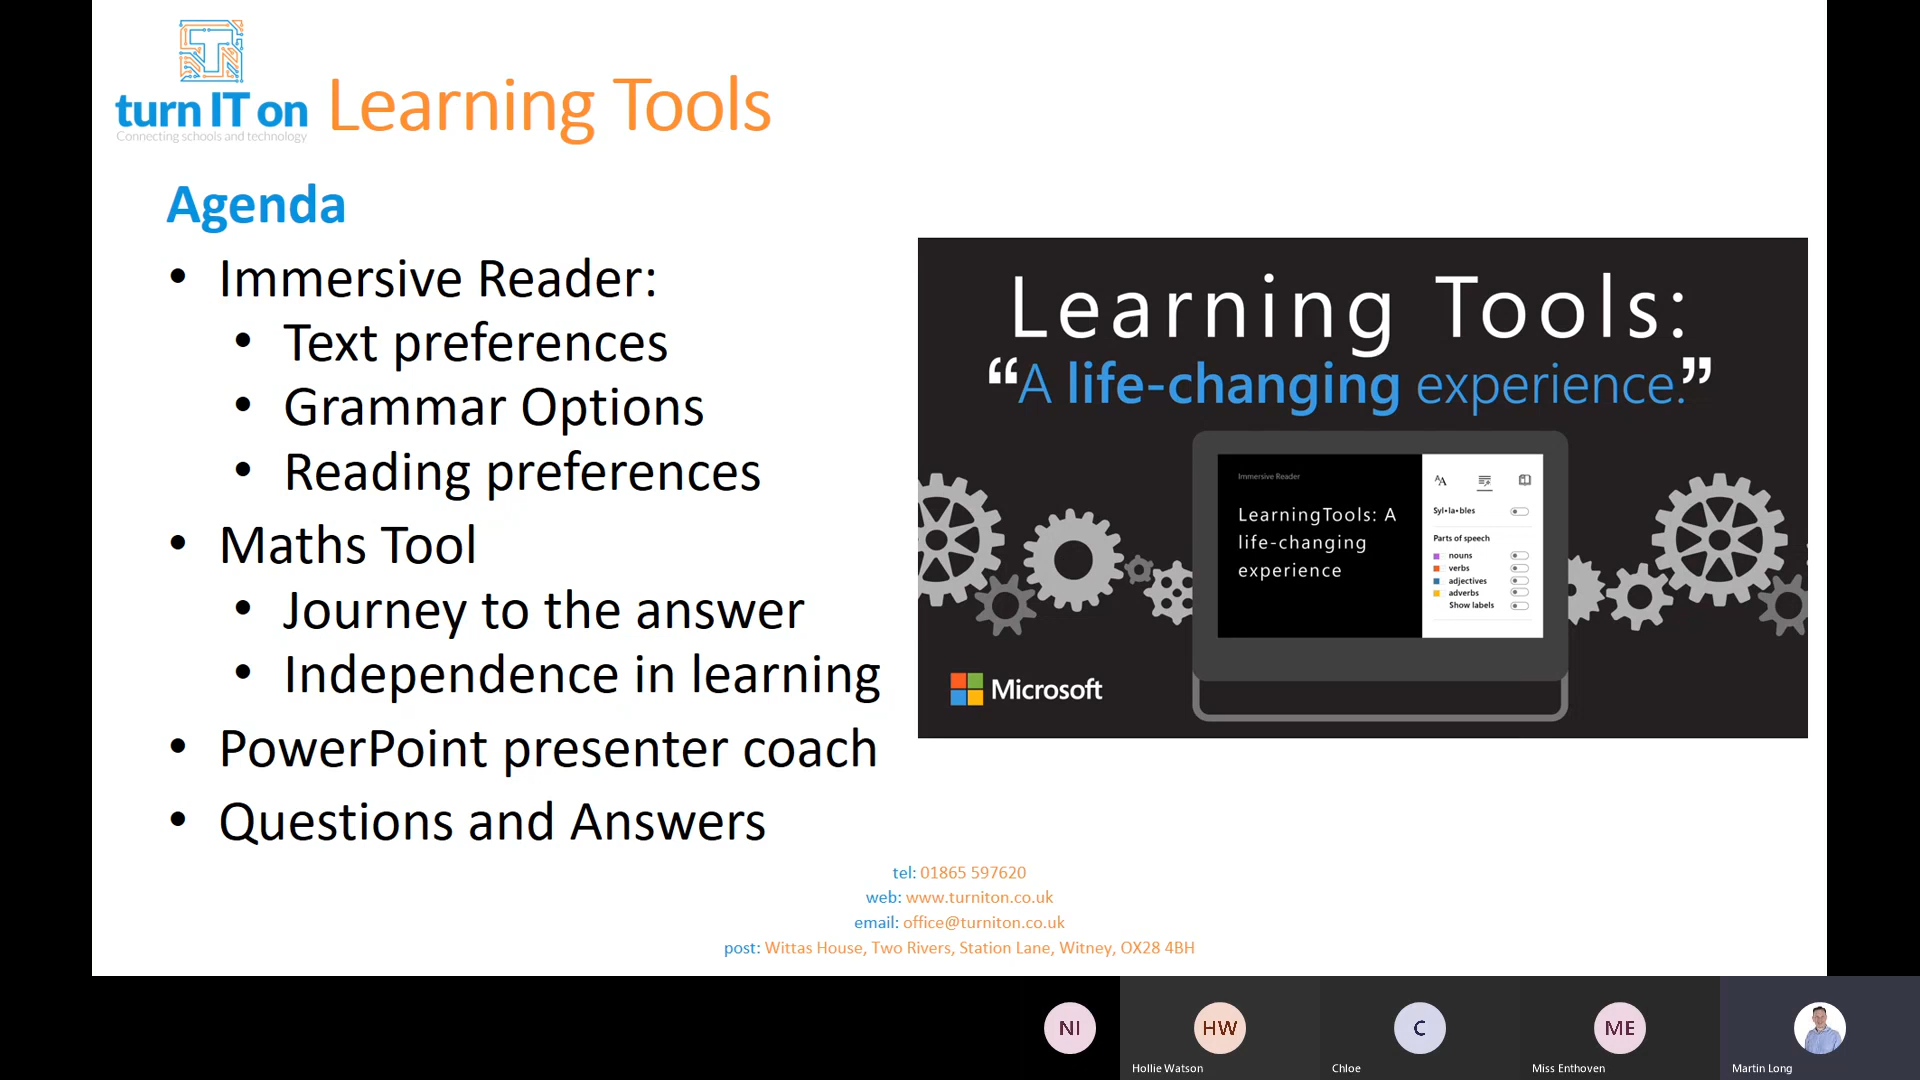 turn IT on
Connecting schools and technology
Learning Tools
Agenda
• Immersive Reader:
• Text preferences
• Grammar Options
• Reading preferences
• Maths Tool
• Journey to the answer
• Independence in learning
• PowerPoint presenter coach
• Questions and Answers
Learning Tools:
“A life-changing experience.”
Immersive Reader
LearningTools: A
life-changing
experience
AA
Syl•la•bles
Parts of speech
nouns
verbs
adjectives
adverbs
Show labels
Microsoft
tel: 01865 597620
web: www.turniton.co.uk
email: office@turniton.co.uk
post: Wittas House, Two Rivers, Station Lane, Witney, OX28 4BH
NI
HW
C
ME
Hollie Watson
Chloe
Miss Enthoven
Martin Long